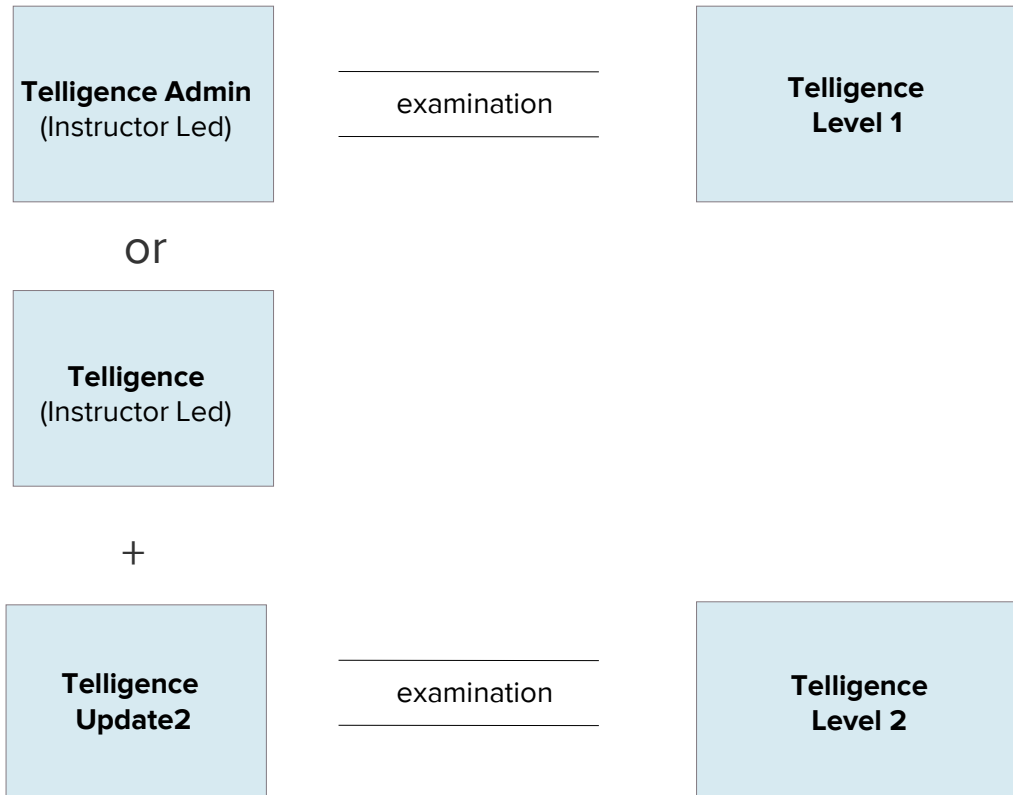 Telligence Admin
(Instructor Led)
examination
Telligence
Level 1
or
Telligence
(Instructor Led)
+
Telligence
Update2
examination
Telligence
Level 2